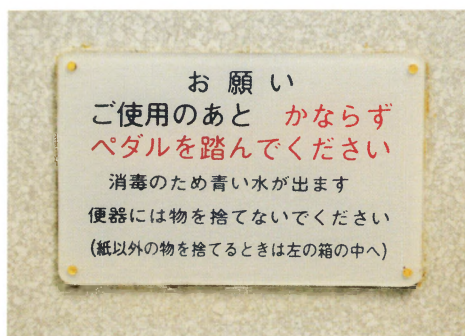 お願い
ご使用のあと かならず
ペダルを踏んでください
消毒のため青い水が出ます
便器には物を捨てないでください
(紙以外の物を捨てるときは左の箱の中へ)